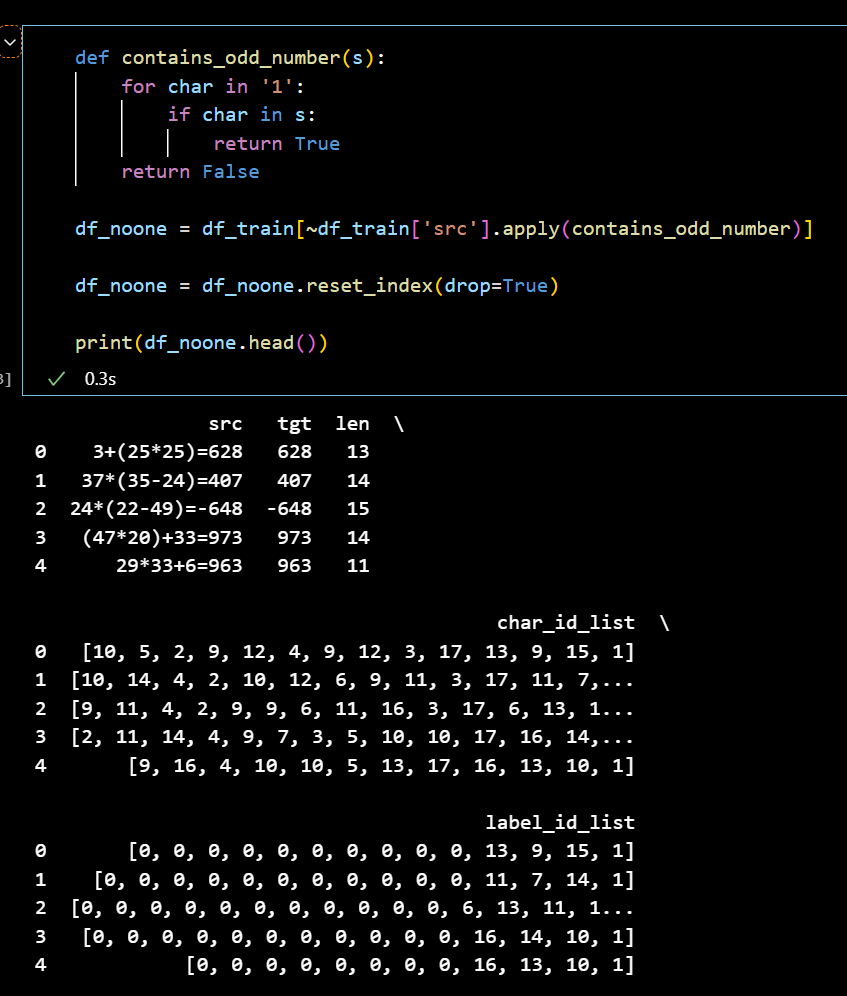 def contains_odd_number(s):
    for char in '1':
        if char in s:
            return True
    return False
df_noone = df_train[~df_train['src'].apply(contains_odd_number)]
df_noone = df_noone.reset_index(drop=True)
print(df_noone.head())
3] ✓ 0.3s
src tgt len \
0 3+(25*25)=628 628 13
1 37*(35-24)=407 407 14
2 24*(22-49)=-648 -648 15
3 (47*20)+33=973 973 14
4 29*33+6=963 963 11
char_id_list \
0 [10, 5, 2, 9, 12, 4, 9, 12, 3, 17, 13, 9, 15, 1]
1 [10, 14, 4, 2, 10, 12, 6, 9, 11, 3, 17, 11, 7,...
2 [9, 11, 4, 2, 9, 9, 6, 11, 16, 3, 17, 6, 13, 1...
3 [2, 11, 14, 4, 9, 7, 3, 5, 10, 10, 17, 16, 14,...
4 [9, 16, 4, 10, 10, 5, 13, 17, 16, 13, 10, 1]
label_id_list
0 [0, 0, 0, 0, 0, 0, 0, 0, 0, 0, 13, 9, 15, 1]
1 [0, 0, 0, 0, 0, 0, 0, 0, 0, 0, 0, 11, 7, 14, 1]
2 [0, 0, 0, 0, 0, 0, 0, 0, 0, 0, 0, 6, 13, 11, 1...
3 [0, 0, 0, 0, 0, 0, 0, 0, 0, 0, 0, 16, 14, 10, 1]
4 [0, 0, 0, 0, 0, 0, 0, 0, 16, 13, 10, 1]